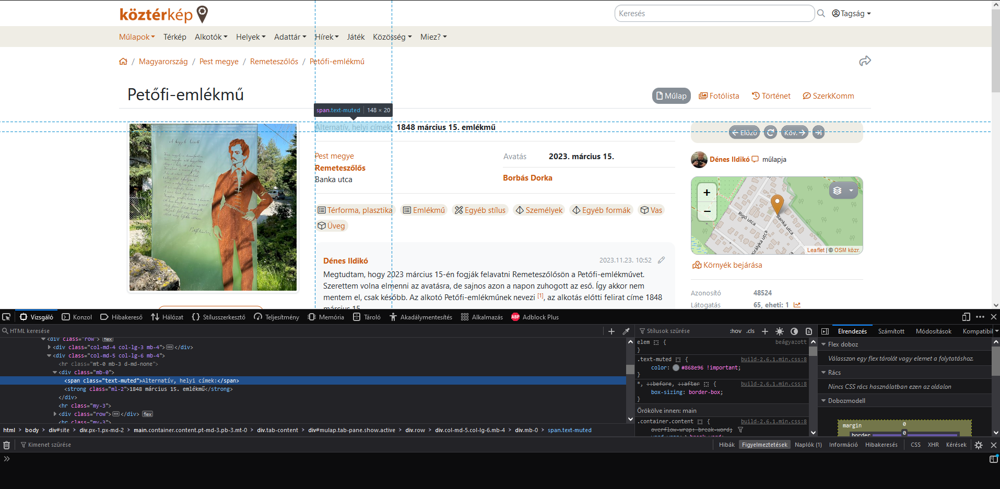 köztérkép
Keresés
Tagság
Műlapok Térkép Alkotók Helyek Adattár Hírek Játék Közösség Miez?
/ Magyarország / Pest megye / Remeteszőlős / Petőfi-emlékmű
Petőfi-emlékmű
Műlap Fotólista Történet SzerkKomm
span.text-muted 148 × 20
Alternatív, helyi címek: 1848 március 15. emlékmű
Előző Köv.
Pest megye
Remeteszőlős
Banka utca
Avatás 2023. március 15.
Borbás Dorka
Dénes Ildikó műlapja
Térforma, plasztika Emlékmű Egyéb stílus Személyek Egyéb formák Vas
Üveg
+
−
Rigó utca
Banka utca
Királyka utca
Leaflet | © OSM közr.
Környék bejárása
Dénes Ildikó 2023.11.23. 10:52
Megtudtam, hogy 2023 március 15-én fogják felavatni Remeteszőlősön a Petőfi-emlékművet.
Szerettem volna elmenni az avatásra, de sajnos azon a napon zuhogott az eső. Így akkor nem
mentem el, csak később. Az alkotó Petőfi-emlékműnek nevezi [1], az alkotás előtti felirat címe 1848
március 15.
Azonosító 48524
Látogatás 65, eheti: 1
Vizsgáló Konzol Hibakereső Hálózat Stílusszerkesztő Teljesítmény Memória Tároló Akadálymentesítés Alkalmazás ABP Adblock Plus
HTML keresése
<div class="row"> flex
<div class="col-md-4 col-lg-3 mb-4"></div>
<div class="col-md-5 col-lg-6 mb-4">
<hr class="mt-0 mb-3 d-md-none">
<div class="mb-0">
<span class="text-muted">Alternatív, helyi címek:</span>
<strong class="ml-2">1848 március 15. emlékmű</strong>
</div>
<hr class="my-3">
<div class="row"></div> flex
<hr class="my-3">
html > body > div#site > div.px-1.px-md-2 > main.container.content.pt-md-3.pb-3.mt-0 > div.tab-content > div#mulap.tab-pane.show.active > div.row > div.col-md-5.col-lg-6.mb-4 > div.mb-0 > span.text-muted
Stílusok szűrése :hov .cls
elem { beágyazott
}
.text-muted { build-2.6.1.min.css:8
color: #868e96 !important;
}
*, ::before, ::after { build-2.6.1.min.css:8
box-sizing: border-box;
}
Örökölve innen: main
.container.content { build-2.6.1.min.css:8
overflow-wrap: break-word;
word-wrap: break-word;
Elrendezés Számított Módosítások Kompatibil
Flex doboz
Válasszon egy flex tárolót vagy elemet a folytatáshoz.
Rács
Nincs CSS rács használatban ezen az oldalon
Dobozmodell
margin 0
border 0
Kimenet szűrése
Hibák Figyelmeztetések Naplók (1) Információ Hibakeresés CSS XHR Kérések